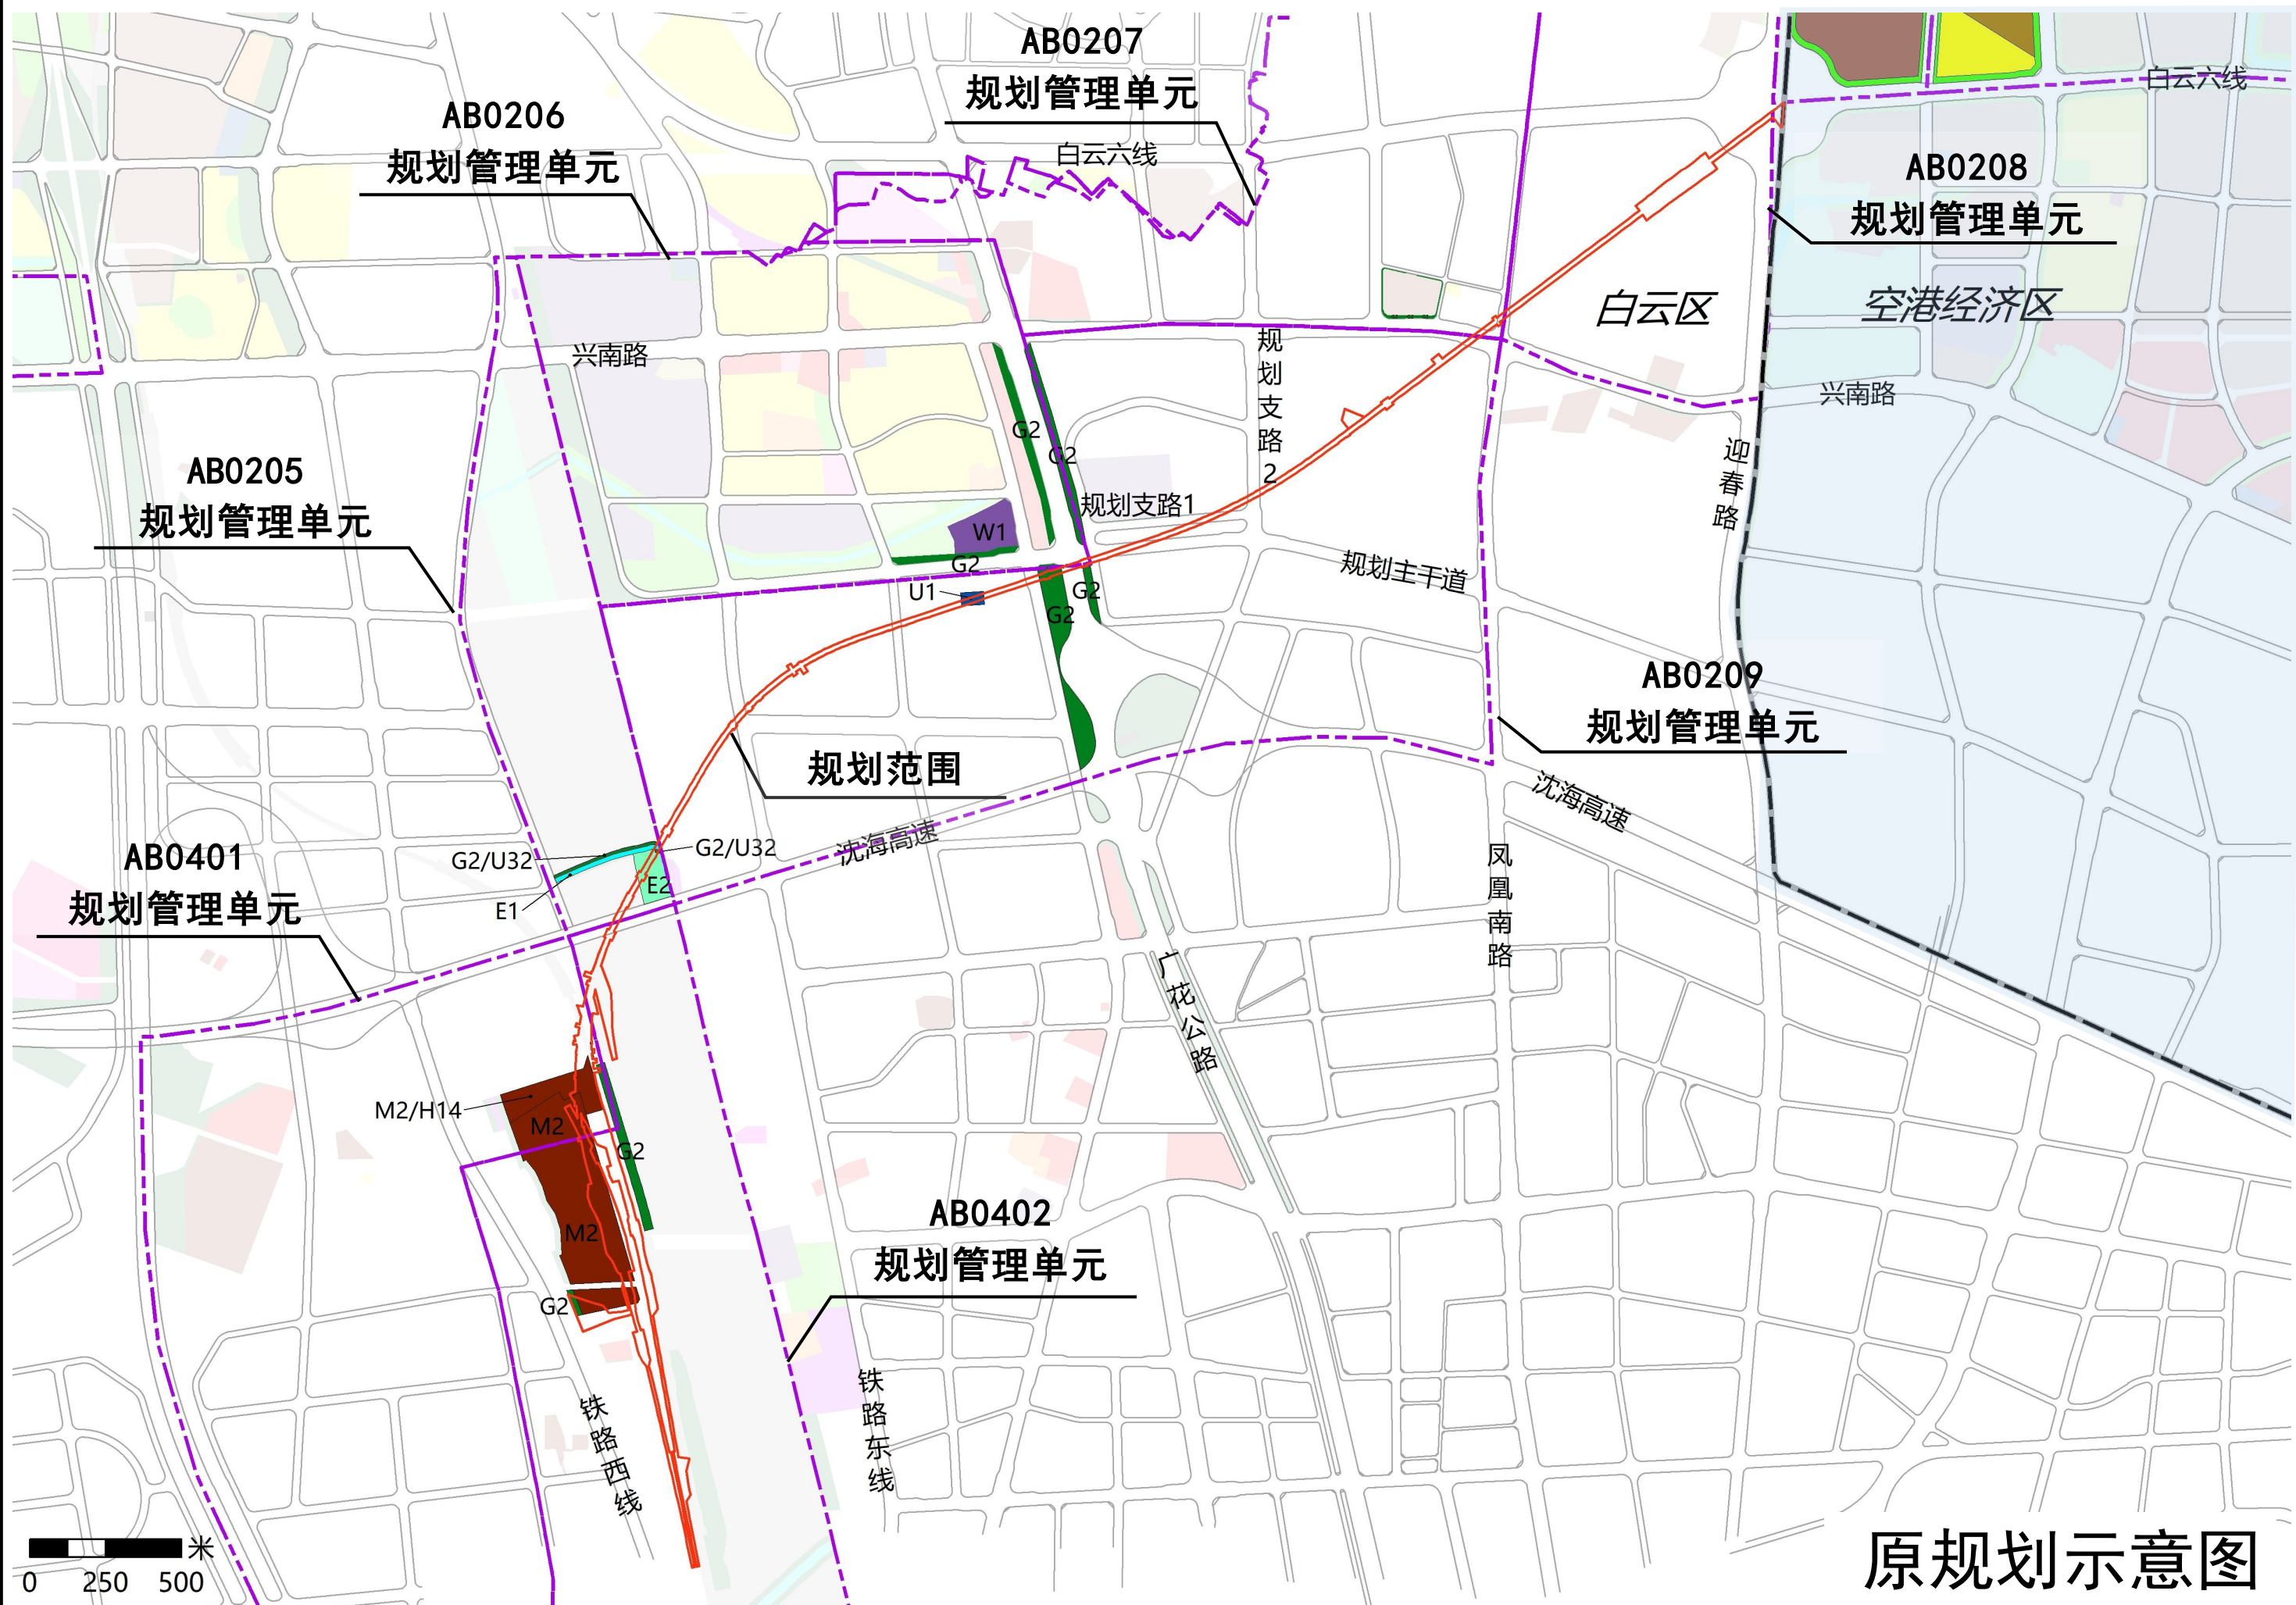 AB0207
规划管理单元
白云六线
AB0206
规划管理单元
白云六线
AB0208
规划管理单元
白云区
空港经济区
兴南路
规划支路2
兴南路
G2
G2
迎春路
AB0205
规划管理单元
规划支路1
W1
G2
规划主干道
U1
G2
G2
AB0209
规划管理单元
规划范围
沈海高速
沈海高速
G2/U32
G2/U32
E2
E1
AB0401
规划管理单元
凤凰南路
广花公路
M2/H14
M2
G2
M2
AB0402
规划管理单元
G2
铁路西线
铁路东线
米
0 250 500
原规划示意图